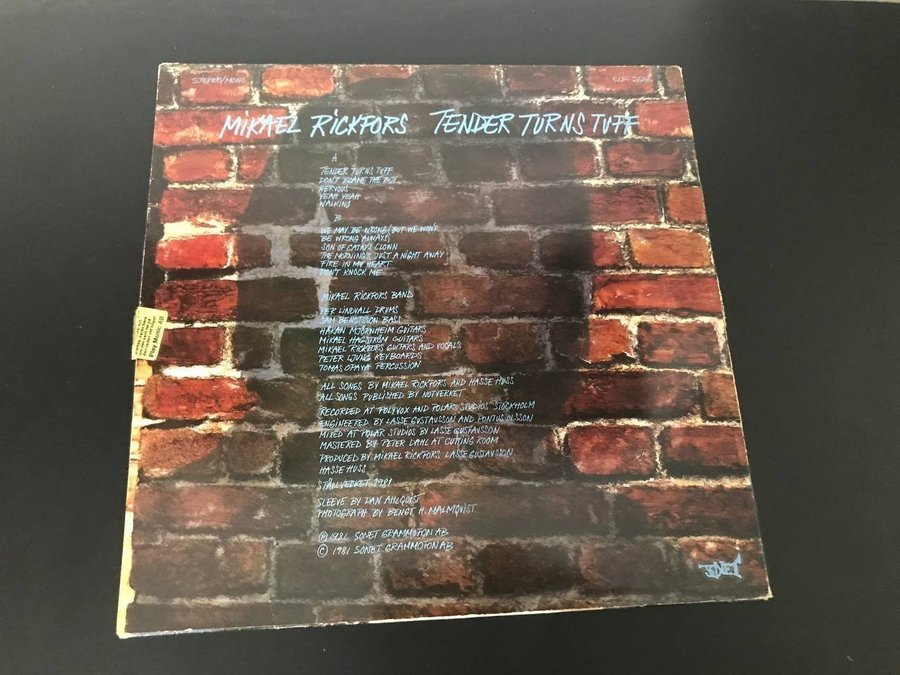 STEREO/MONO
SLP-
MIKAEL RICKFORS TENDER TURNS TUFF
A
TENDER TURNS TUFF
DON'T BLAME THE BOY
NERVOUS
YEAH YEAH
WALKING
B
WE MAY BE WRONG (BUT WE WON'T
BE WRONG ALWAYS)
SON OF CATHY'S CLOWN
THE MORNING'S JUST A NIGHT AWAY
FIRE IN MY HEART
DON'T KNOCK ME
MIKAEL RICKFORS BAND
PER LINDVALL DRUMS
SAM BENGTSSON BASS
HÅKAN MJÖRNHEIM GUITARS
MIKAEL HAGSTRÖM GUITARS
MIKAEL RICKFORS GUITARS AND VOCALS
PETER LJUNG KEYBOARDS
TOMAS OPAVA PERCUSSION
ALL SONGS BY MIKAEL RICKFORS AND HASSE HUSS
ALL SONGS PUBLISHED BY NOTVERKET
RECORDED AT POLYVOX AND POLAR STUDIOS STOCKHOLM
ENGINEERED BY LASSE GUSTAVSSON AND PONTUS OLSSON
MIXED AT POLAR STUDIOS BY LASSE GUSTAVSSON
MASTERED BY PETER DAHL AT CUTTING ROOM
PRODUCED BY MIKAEL RICKFORS LASSE GUSTAVSSON
HASSE HUSS
STÄLLVERKET 1981
SLEEVE BY DAN AHLQVIST
PHOTOGRAPH BY BENGT H. MALMQVIST
Ⓟ 1981 SONET GRAMMOFON AB
© 1981 SONET GRAMMOFON AB
SONET
Play Music AB